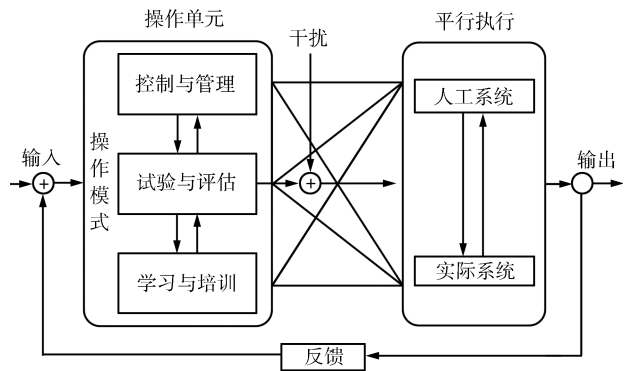 操作单元
平行执行
干扰
控制与管理
人工系统
操作模式
输入
试验与评估
输出
+
+
学习与培训
实际系统
反馈